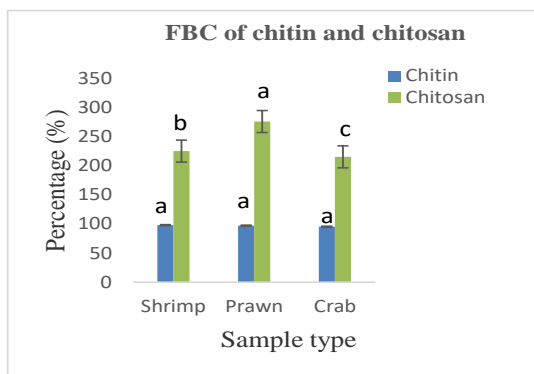 FBC of chitin and chitosan
Percentage (%)
350
300
250
200
150
100
50
0
Chitin
Chitosan
a
b
a
a
a
c
Shrimp
Prawn
Crab
Sample type